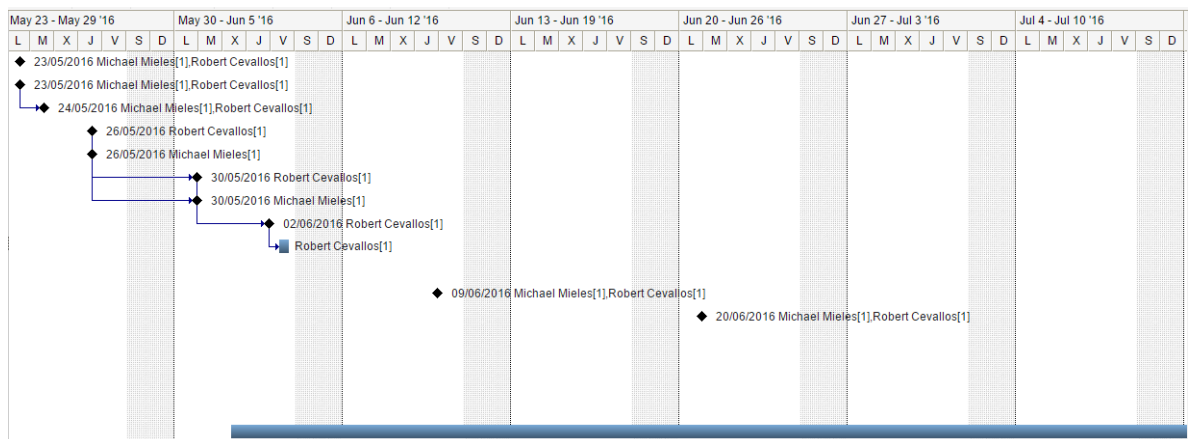 May 23 - May 29 '16 May 30 - Jun 5 '16 Jun 6 - Jun 12 '16 Jun 13 - Jun 19 '16 Jun 20 - Jun 26 '16 Jun 27 - Jul 3 '16 Jul 4 - Jul 10 '16
L M X J V S D L M X J V S D L M X J V S D L M X J V S D L M X J V S D L M X J V S D L M X J V S D
23/05/2016 Michael Mieles[1],Robert Cevallos[1]
23/05/2016 Michael Mieles[1],Robert Cevallos[1]
24/05/2016 Michael Mieles[1],Robert Cevallos[1]
26/05/2016 Robert Cevallos[1]
26/05/2016 Michael Mieles[1]
30/05/2016 Robert Cevallos[1]
30/05/2016 Michael Mieles[1]
02/06/2016 Robert Cevallos[1]
Robert Cevallos[1]
09/06/2016 Michael Mieles[1],Robert Cevallos[1]
20/06/2016 Michael Mieles[1],Robert Cevallos[1]